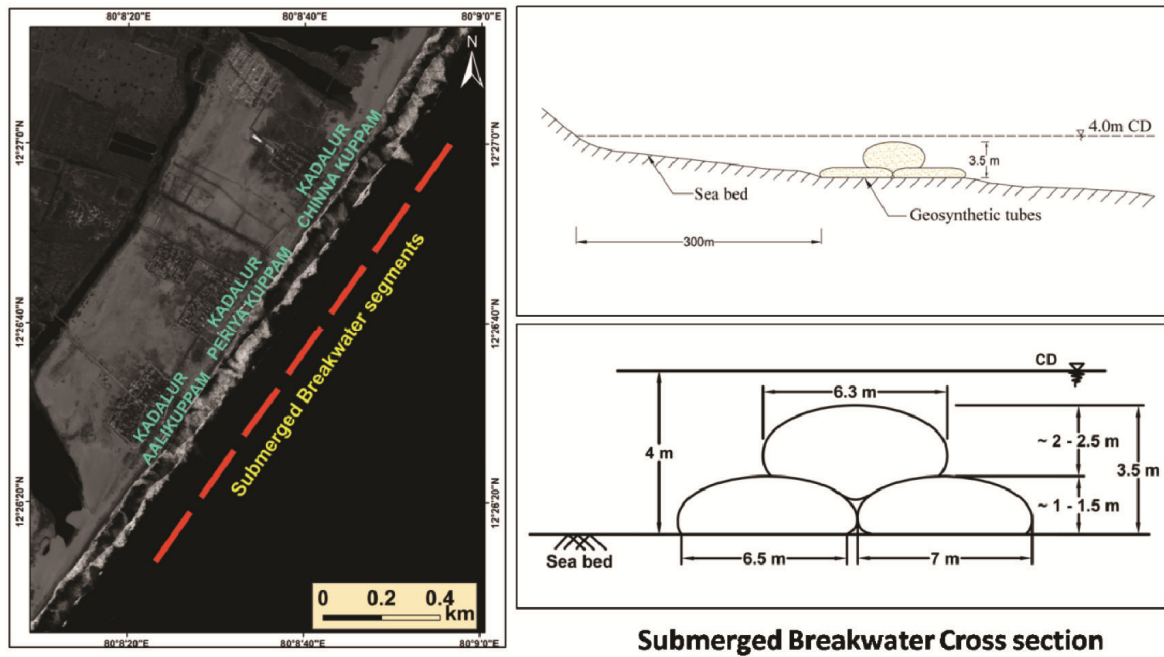 80°8'20"E
80°8'40"E
80°9'0"E
N
12°27'0"N
12°27'0"N
KADALUR
CHINNA KUPPAM
KADALUR
PERIYA KUPPAM
12°26'40"N
12°26'40"N
KADALUR
AALIKUPPAM
Submerged Breakwater segments
12°26'20"N
12°26'20"N
0 0.2 0.4
km
80°8'20"E
80°8'40"E
80°9'0"E
4.0m CD
3.5 m
Sea bed
Geosynthetic tubes
300m
CD
6.3 m
4 m
~ 2 - 2.5 m
3.5 m
~ 1 - 1.5 m
Sea bed
6.5 m
7 m
Submerged Breakwater Cross section